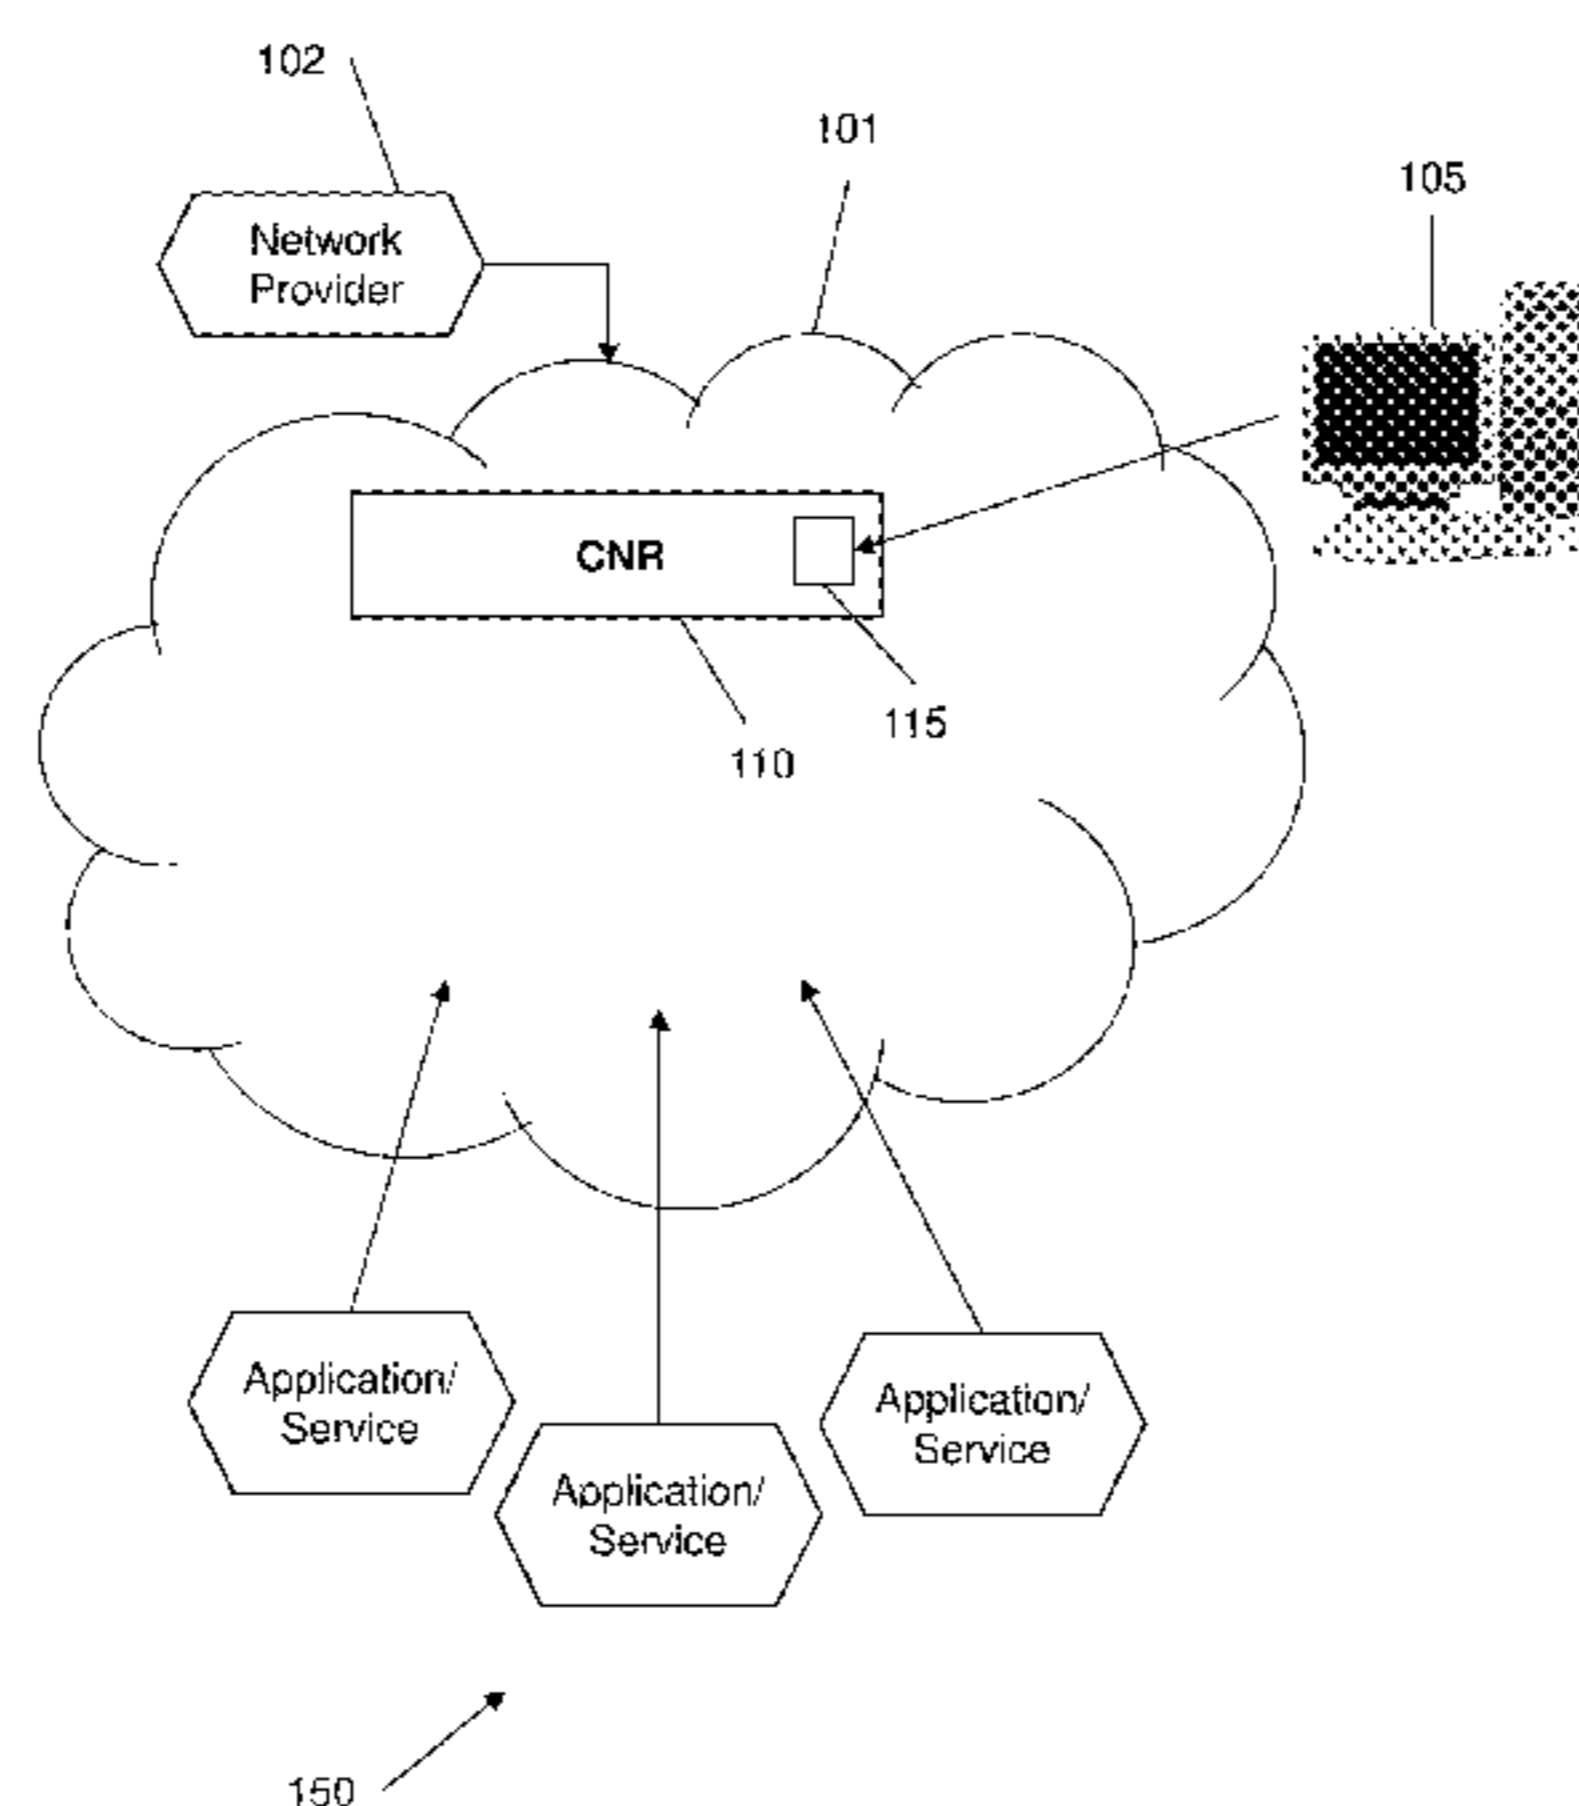 102
101
105
Network
Provider
CNR
115
110
Application/
Service
Application/
Service
Application/
Service
150